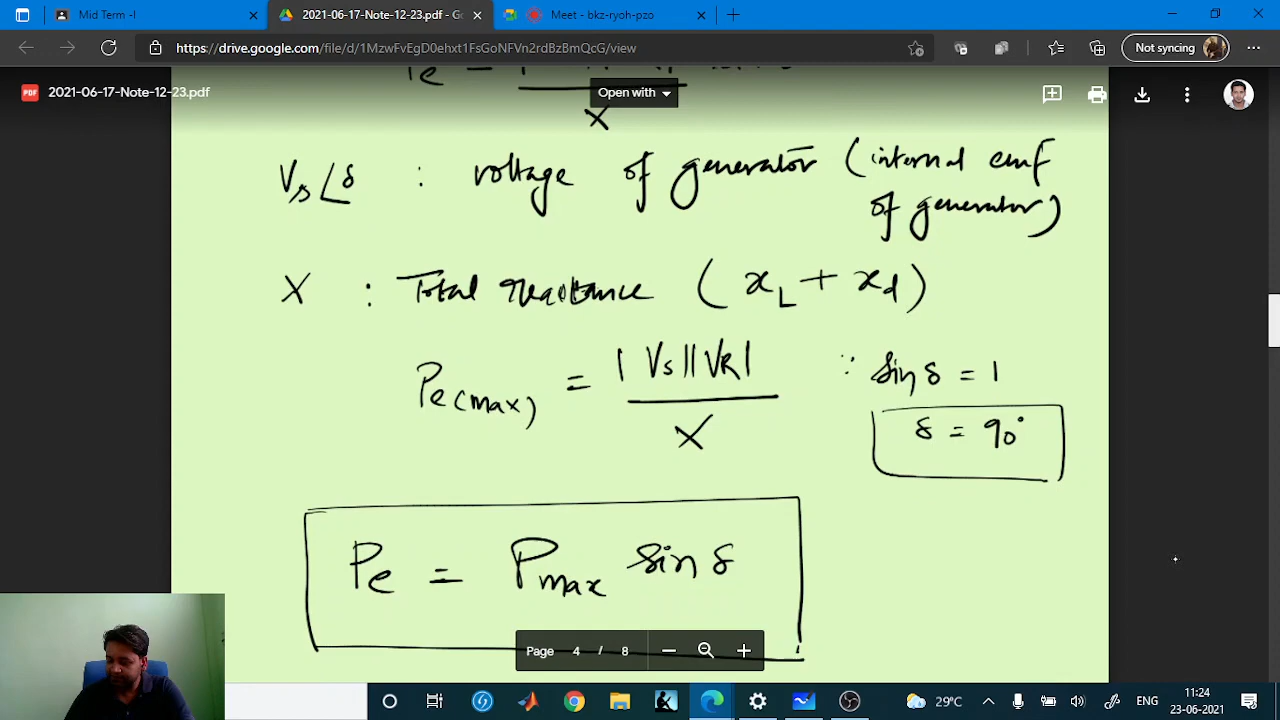 Mid Term -I
2021-06-17-Note-12-23.pdf - Go
Meet - bkz-ryoh-pzo
https://drive.google.com/file/d/1MzwFvEgD0ehxt1FsGoNFVn2rdBzBmQcG/view
Not syncing
PDF 2021-06-17-Note-12-23.pdf
Open with
Pe =
X
Vs∠δ : voltage of generator (internal emf
of generator)
X : Total reactance (xL + xd)
Pe(max) = |Vs||VR| / X ∵ sin δ = 1
δ = 90°
Pe = Pmax sin δ
Page 4 / 8
29°C ENG 11:24
23-06-2021